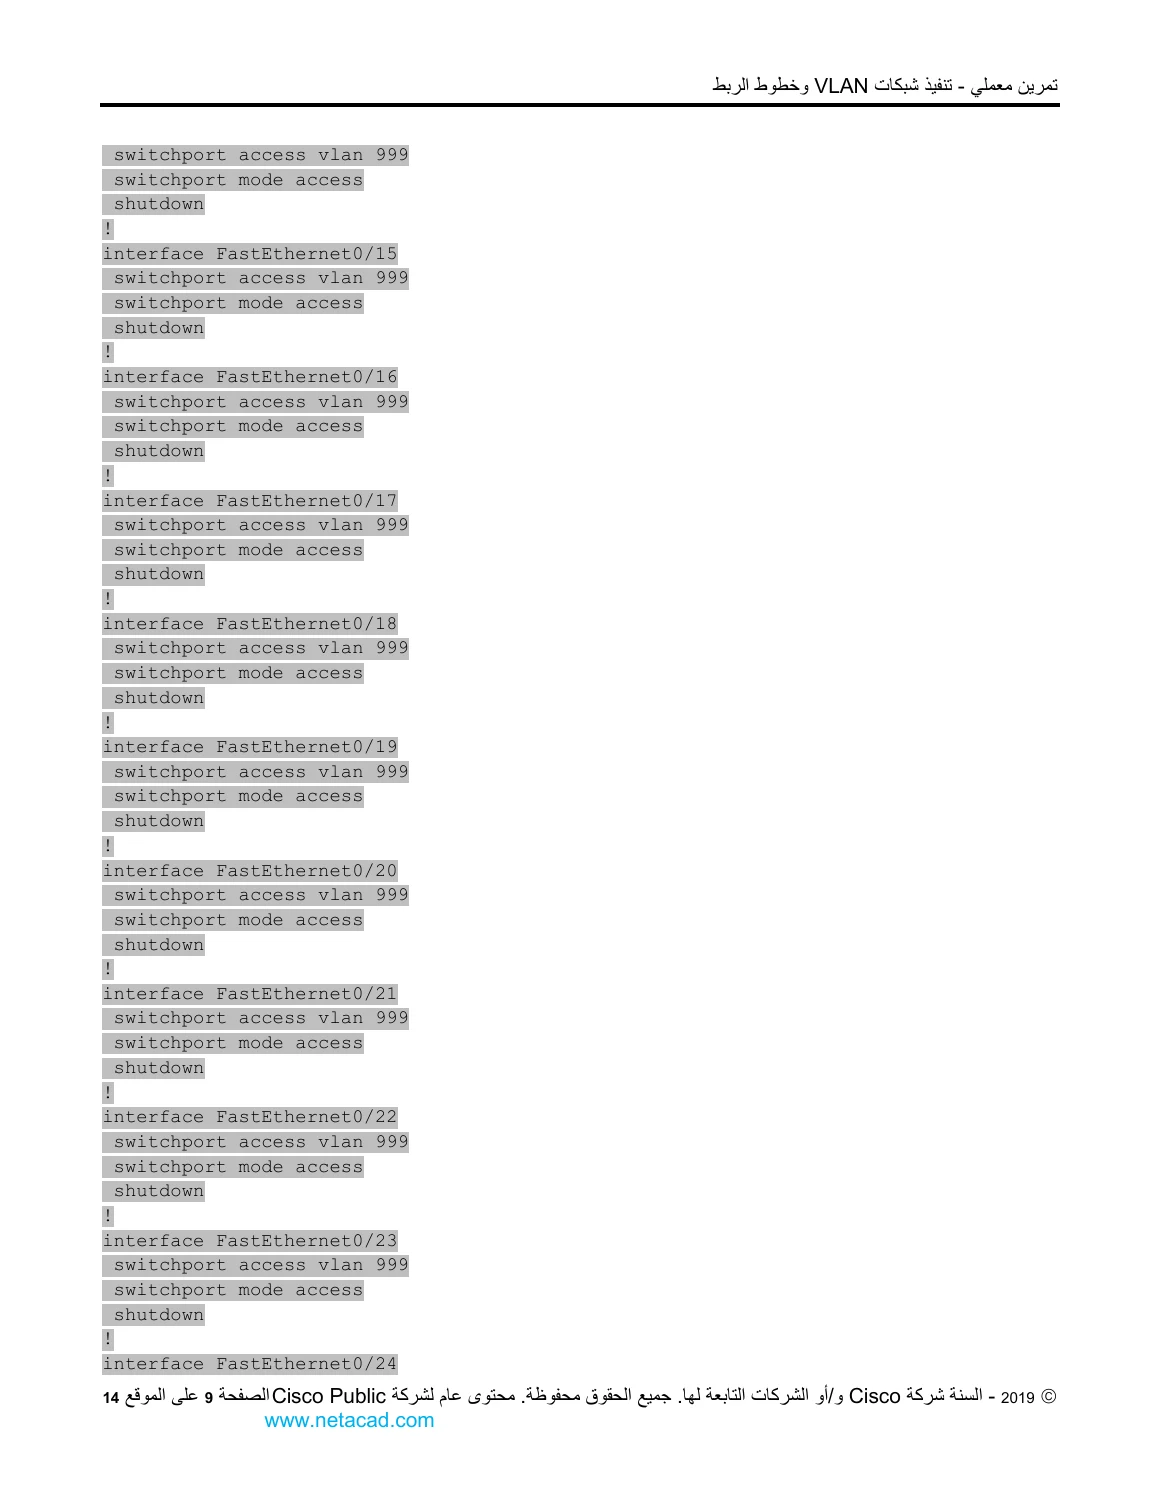 تمرين معملي - تنفيذ شبكات VLAN وخطوط الربط
switchport access vlan 999
switchport mode access
shutdown
!
interface FastEthernet0/15
switchport access vlan 999
switchport mode access
shutdown
!
interface FastEthernet0/16
switchport access vlan 999
switchport mode access
shutdown
!
interface FastEthernet0/17
switchport access vlan 999
switchport mode access
shutdown
!
interface FastEthernet0/18
switchport access vlan 999
switchport mode access
shutdown
!
interface FastEthernet0/19
switchport access vlan 999
switchport mode access
shutdown
!
interface FastEthernet0/20
switchport access vlan 999
switchport mode access
shutdown
!
interface FastEthernet0/21
switchport access vlan 999
switchport mode access
shutdown
!
interface FastEthernet0/22
switchport access vlan 999
switchport mode access
shutdown
!
interface FastEthernet0/23
switchport access vlan 999
switchport mode access
shutdown
!
interface FastEthernet0/24
© 2019 - السنة شركة Cisco و/أو الشركات التابعة لها. جميع الحقوق محفوظة. محتوى عام لشركة Cisco Public الصفحة 9 على الموقع 14
www.netacad.com